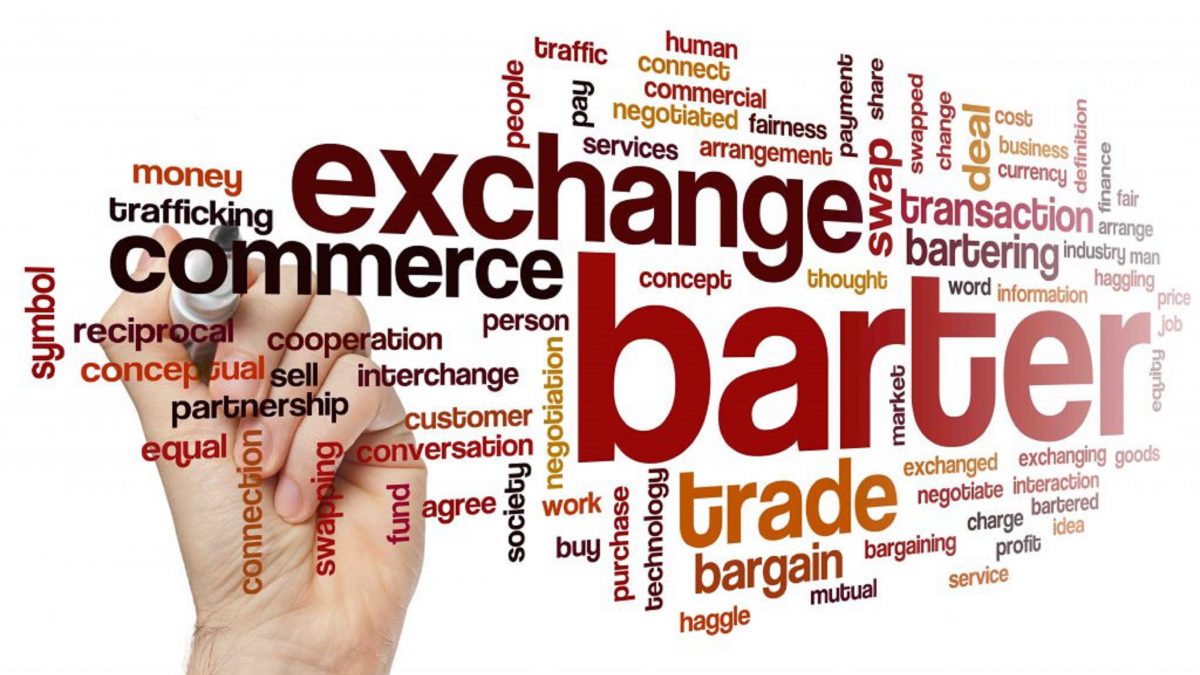 human
traffic
connect
people
pay
commercial
negotiated
fairness
services
arrangement
payment
share
swapped
change
deal
cost
business
currency
definition
finance
fair
money
trafficking
exchange
swap
transaction
arrange
commerce
bartering
industry
man
haggling
symbol
concept
thought
word
information
price
job
reciprocal
cooperation
person
barter
conceptual
sell
interchange
negotiation
market
equity
partnership
customer
equal
conversation
connection
swapping
fund
agree
society
work
purchase
technology
trade
exchanged
exchanging
goods
negotiate
interaction
bartered
charge
idea
buy
bargain
bargaining
profit
service
mutual
haggle